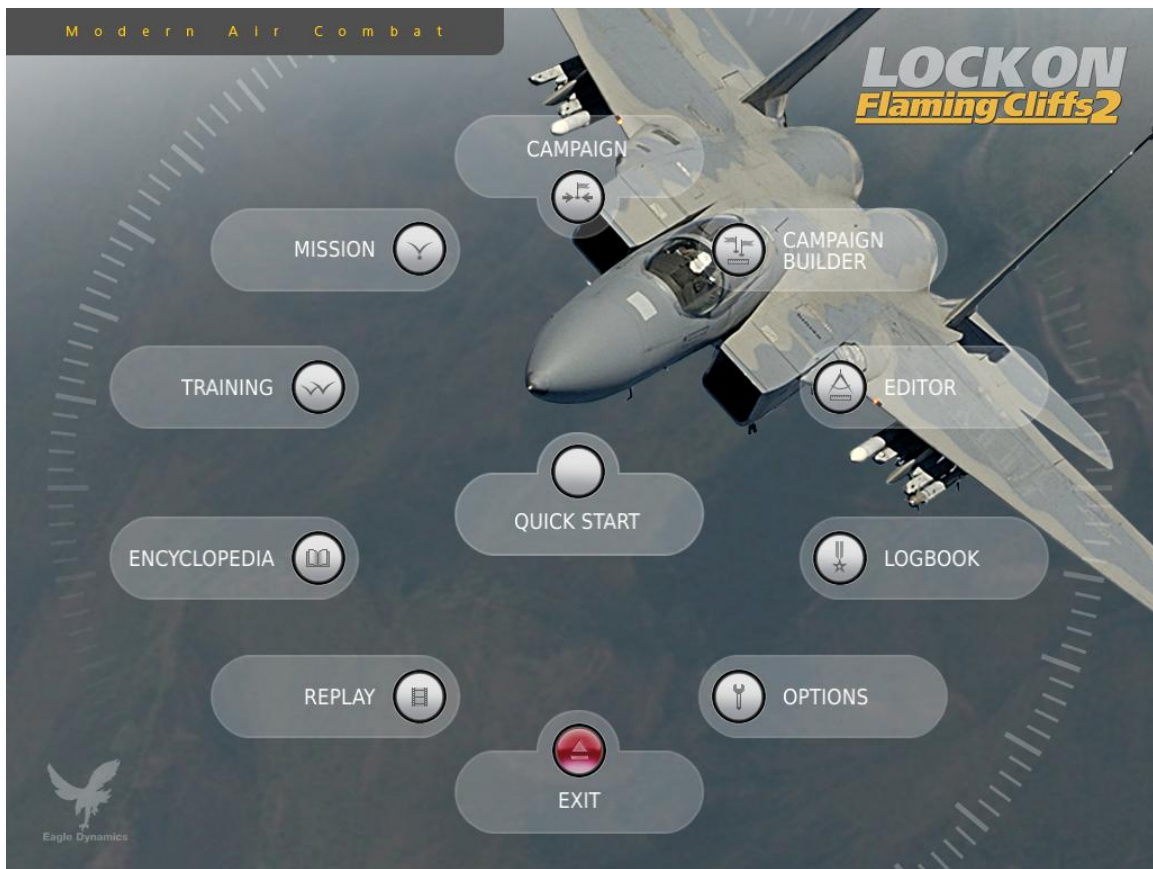 Modern Air Combat
LOCK ON
Flaming Cliffs 2
CAMPAIGN
MISSION
CAMPAIGN
BUILDER
TRAINING
EDITOR
QUICK START
ENCYCLOPEDIA
LOGBOOK
REPLAY
OPTIONS
EXIT
Eagle Dynamics